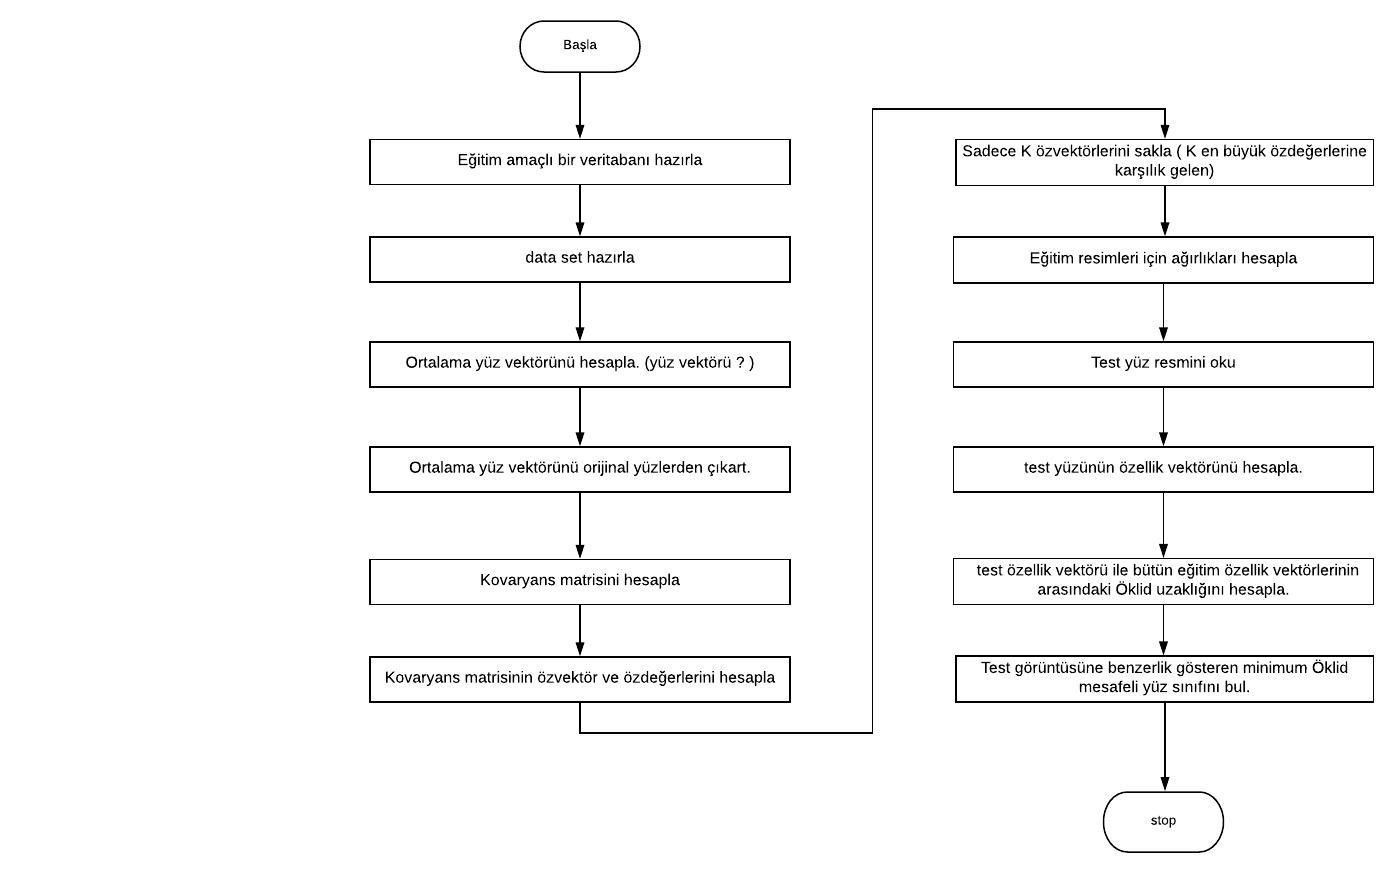 Başla
Eğitim amaçlı bir veritabanı hazırla
data set hazırla
Ortalama yüz vektörünü hesapla. (yüz vektörü ? )
Ortalama yüz vektörünü orijinal yüzlerden çıkart.
Kovaryans matrisini hesapla
Kovaryans matrisinin özvektör ve özdeğerlerini hesapla
Sadece K özvektörlerini sakla ( K en büyük özdeğerlerine
karşılık gelen)
Eğitim resimleri için ağırlıkları hesapla
Test yüz resmini oku
test yüzünün özellik vektörünü hesapla.
test özellik vektörü ile bütün eğitim özellik vektörlerinin
arasındaki Öklid uzaklığını hesapla.
Test görüntüsüne benzerlik gösteren minimum Öklid
mesafeli yüz sınıfını bul.
stop